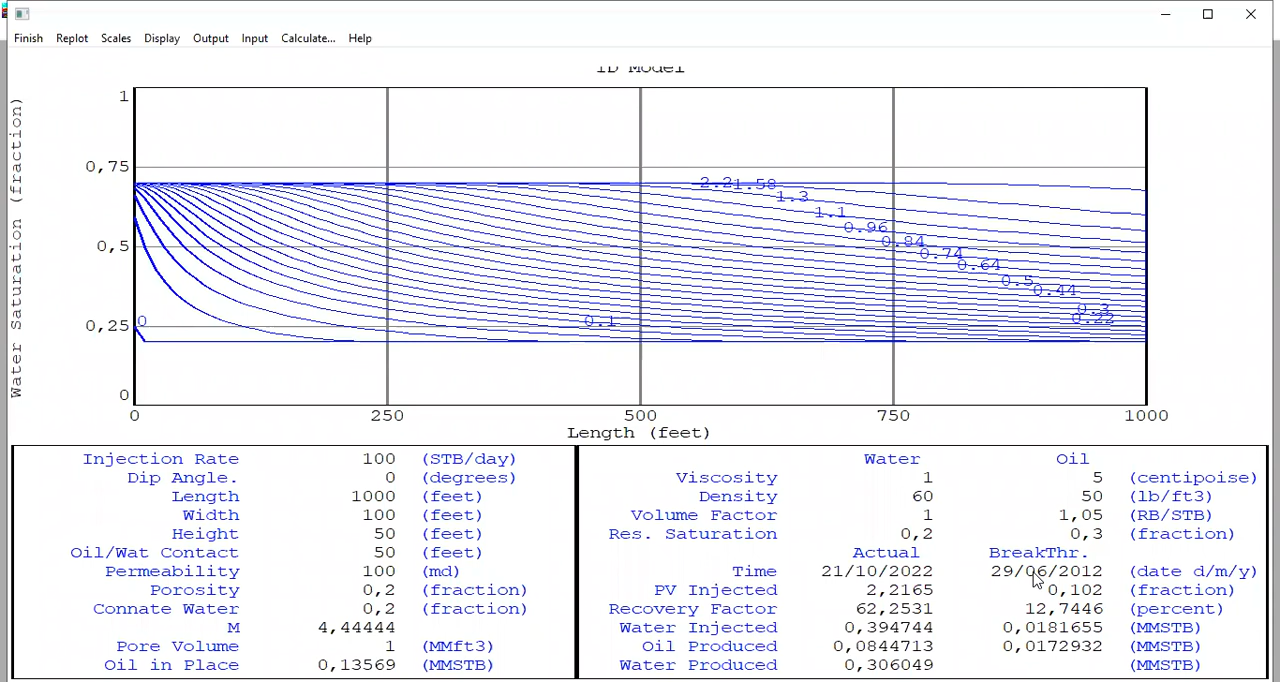 Finish Replot Scales Display Output Input Calculate... Help
1D Model
Water Saturation (fraction)
1
0,75
0,5
0,25
0
2.2 1.58
1.3
1.1
0.96
0.84
0.74
0.64
0.5
0.44
0.3
0.22
0
0.1
0 250 500 750 1000
Length (feet)
Injection Rate 100 (STB/day)
Dip Angle. 0 (degrees)
Length 1000 (feet)
Width 100 (feet)
Height 50 (feet)
Oil/Wat Contact 50 (feet)
Permeability 100 (md)
Porosity 0,2 (fraction)
Connate Water 0,2 (fraction)
M 4,44444
Pore Volume 1 (MMft3)
Oil in Place 0,13569 (MMSTB)
Water Oil
Viscosity 1 5 (centipoise)
Density 60 50 (lb/ft3)
Volume Factor 1 1,05 (RB/STB)
Res. Saturation 0,2 0,3 (fraction)
Actual BreakThr.
Time 21/10/2022 29/06/2012 (date d/m/y)
PV Injected 2,2165 0,102 (fraction)
Recovery Factor 62,2531 12,7446 (percent)
Water Injected 0,394744 0,0181655 (MMSTB)
Oil Produced 0,0844713 0,0172932 (MMSTB)
Water Produced 0,306049 (MMSTB)